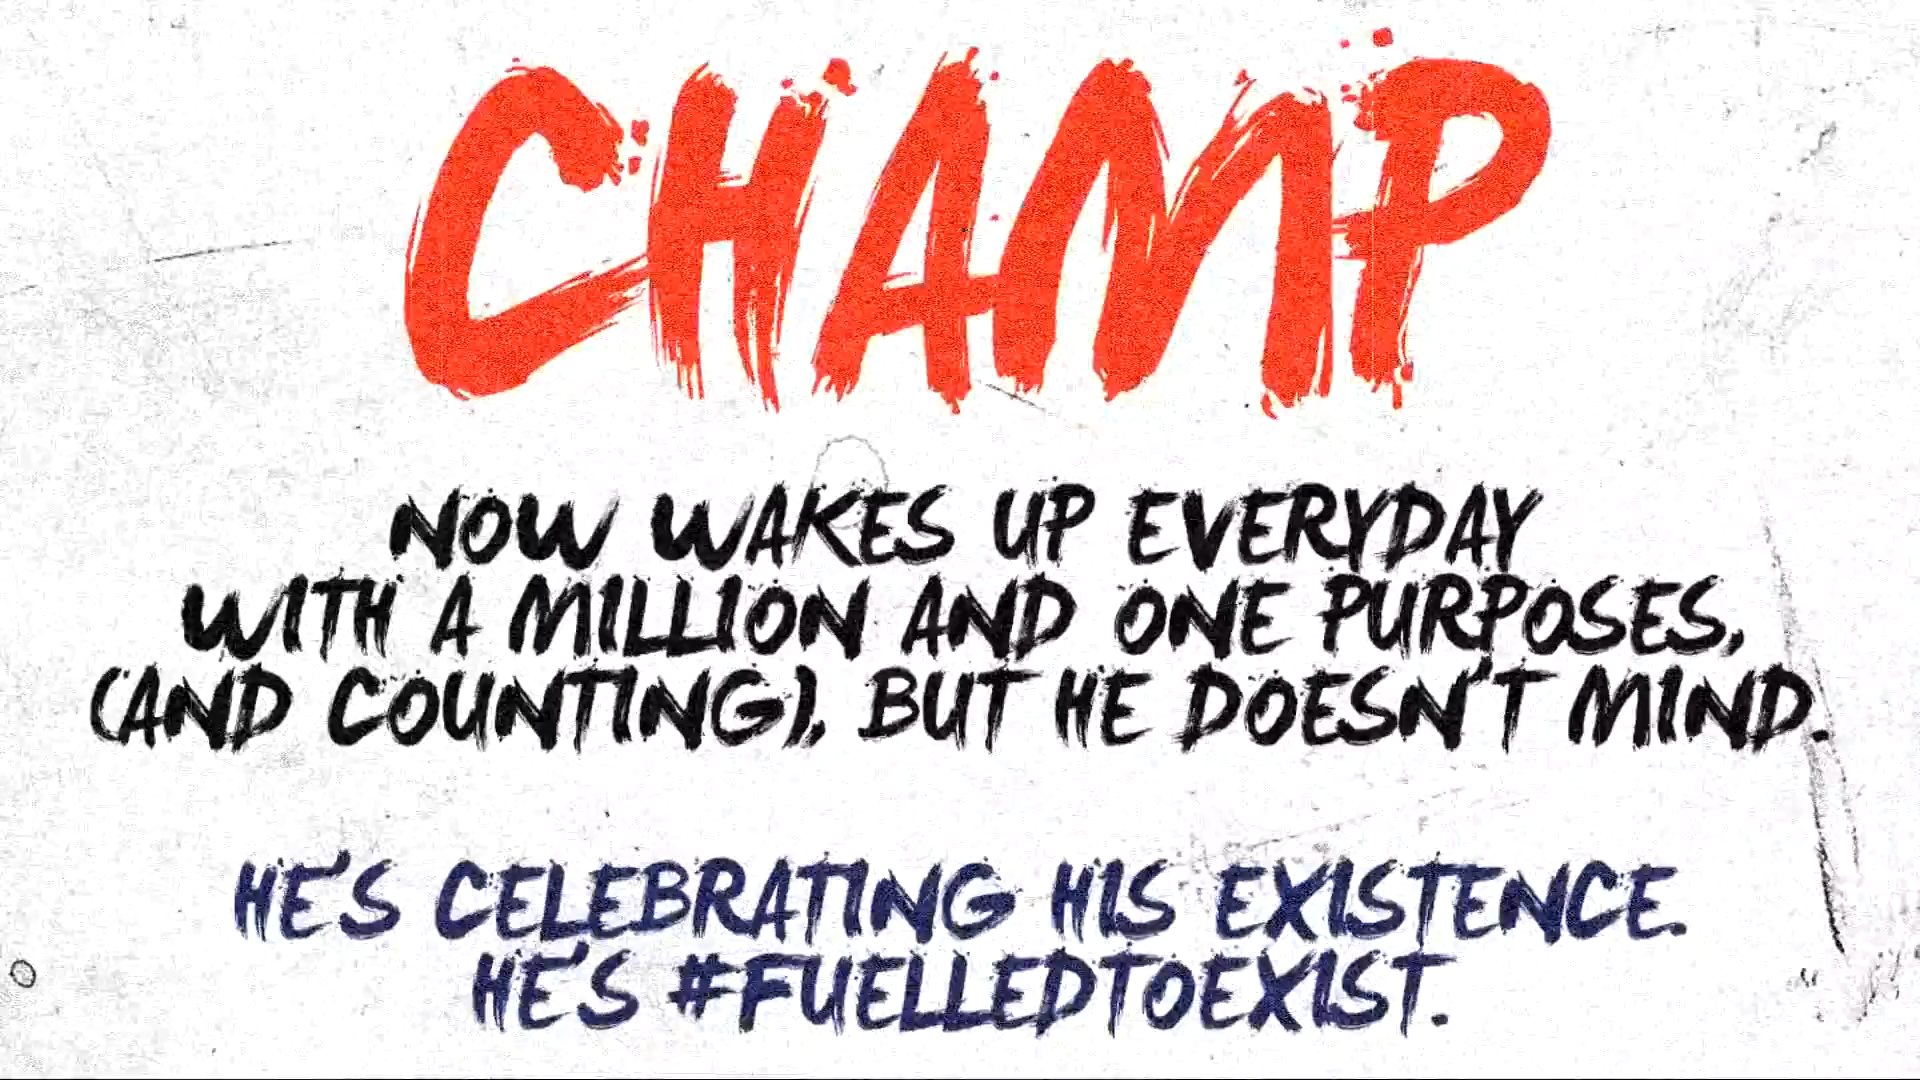 CHAMP
NOW WAKES UP EVERYDAY
WITH A MILLION AND ONE PURPOSES,
(AND COUNTING), BUT HE DOESN'T MIND.
HE'S CELEBRATING HIS EXISTENCE.
HE'S #FUELLEDTOEXIST.